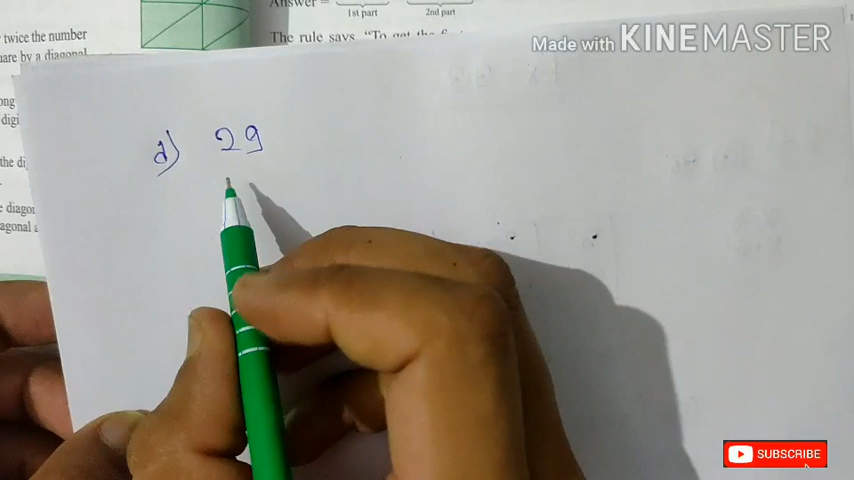 Answer =
1st part 2nd part
twice the number
The rule says, "To get the
are by a diagonal
Made with KINEMASTER
ong
digi
the di
e diagon
agonal a
d) 29
SUBSCRIBE